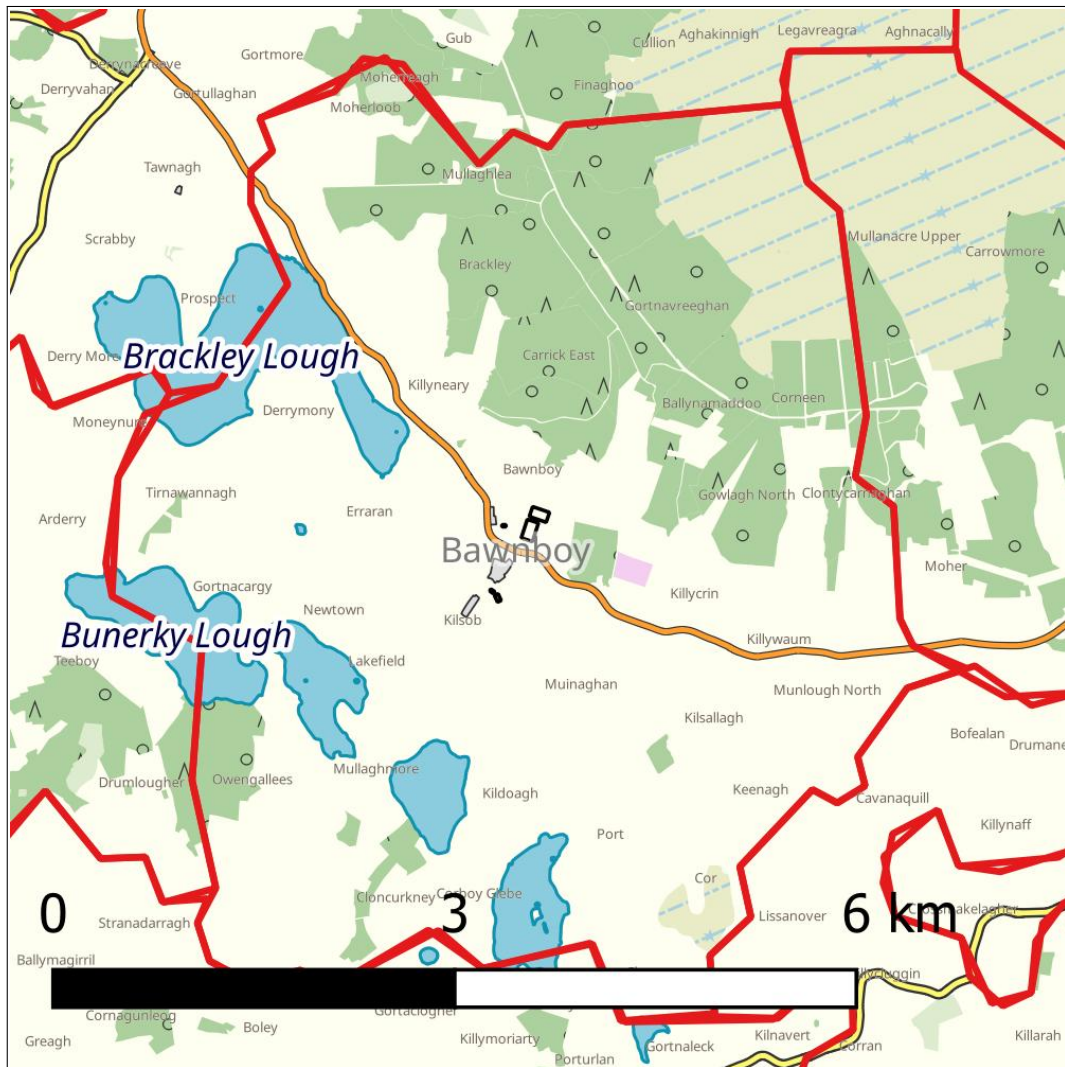 Gub
Cullion
Aghakinnigh
Legavreagra
Aghnacally
Gortmore
Derrynacreave
Derryvahan
Gortullaghan
Moherreagh
Moherloob
Finaghoo
Tawnagh
Mullaghlea
Scrabby
Brackley
Mullanacre Upper
Carrowmore
Prospect
Gortnavreeghan
Derry More
Brackley Lough
Carrick East
Killyneary
Moneynure
Derrymony
Ballynamaddoo
Corneen
Bawnboy
Tirnawannagh
Gowlagh North
Clontycarnaghan
Arderry
Erraran
Bawnboy
Gortnacargy
Moher
Newtown
Killycrin
Kilsob
Bunerky Lough
Killywaum
Teeboy
Lakefield
Muinaghan
Munlough North
Kilsallagh
Bofealan
Drumane
Drumlougher
Owengallees
Mullaghmore
Kildoagh
Keenagh
Cavanaquill
Port
Killynaff
Cor
Cloncurkney
Corboy Glebe
0
3
6 km
Stranadarragh
Lissanover
Crossmakelagher
Ballymagirril
Cornagunleog
Boley
Gortaclogher
Killymoriarty
Kilnavert
Killarah
Greagh
Porturlan
Gortnaleck
Corran